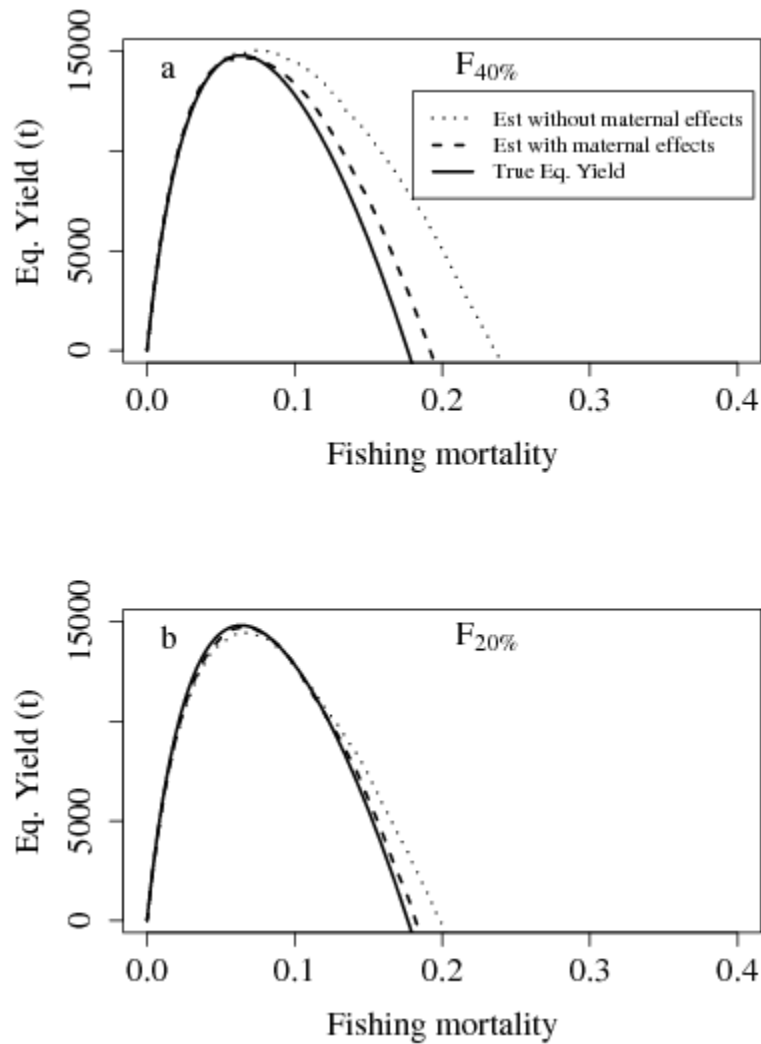 a
F40%
Est without maternal effects
Est with maternal effects
True Eq. Yield
Eq. Yield (t)
15000
5000
0
0.0 0.1 0.2 0.3 0.4
Fishing mortality
b
F20%
Eq. Yield (t)
15000
5000
0
0.0 0.1 0.2 0.3 0.4
Fishing mortality